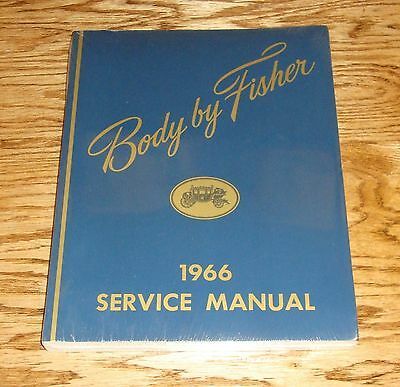 Body by Fisher
1966
SERVICE MANUAL